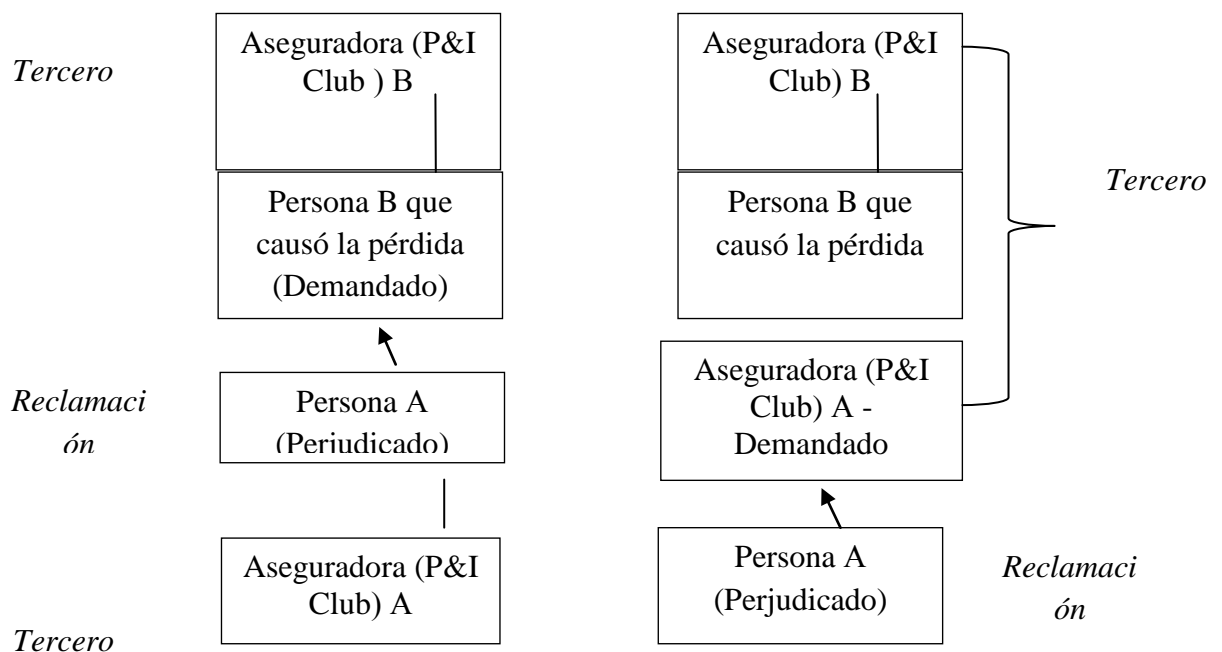 Tercero
Aseguradora (P&I
Club ) B
Persona B que
causó la pérdida
(Demandado)
Reclamaci
ón
Persona A
(Perjudicado)
Aseguradora (P&I
Club) A
Tercero
Aseguradora (P&I
Club) B
Persona B que
causó la pérdida
Tercero
Aseguradora (P&I
Club) A -
Demandado
Persona A
(Perjudicado)
Reclamaci
ón